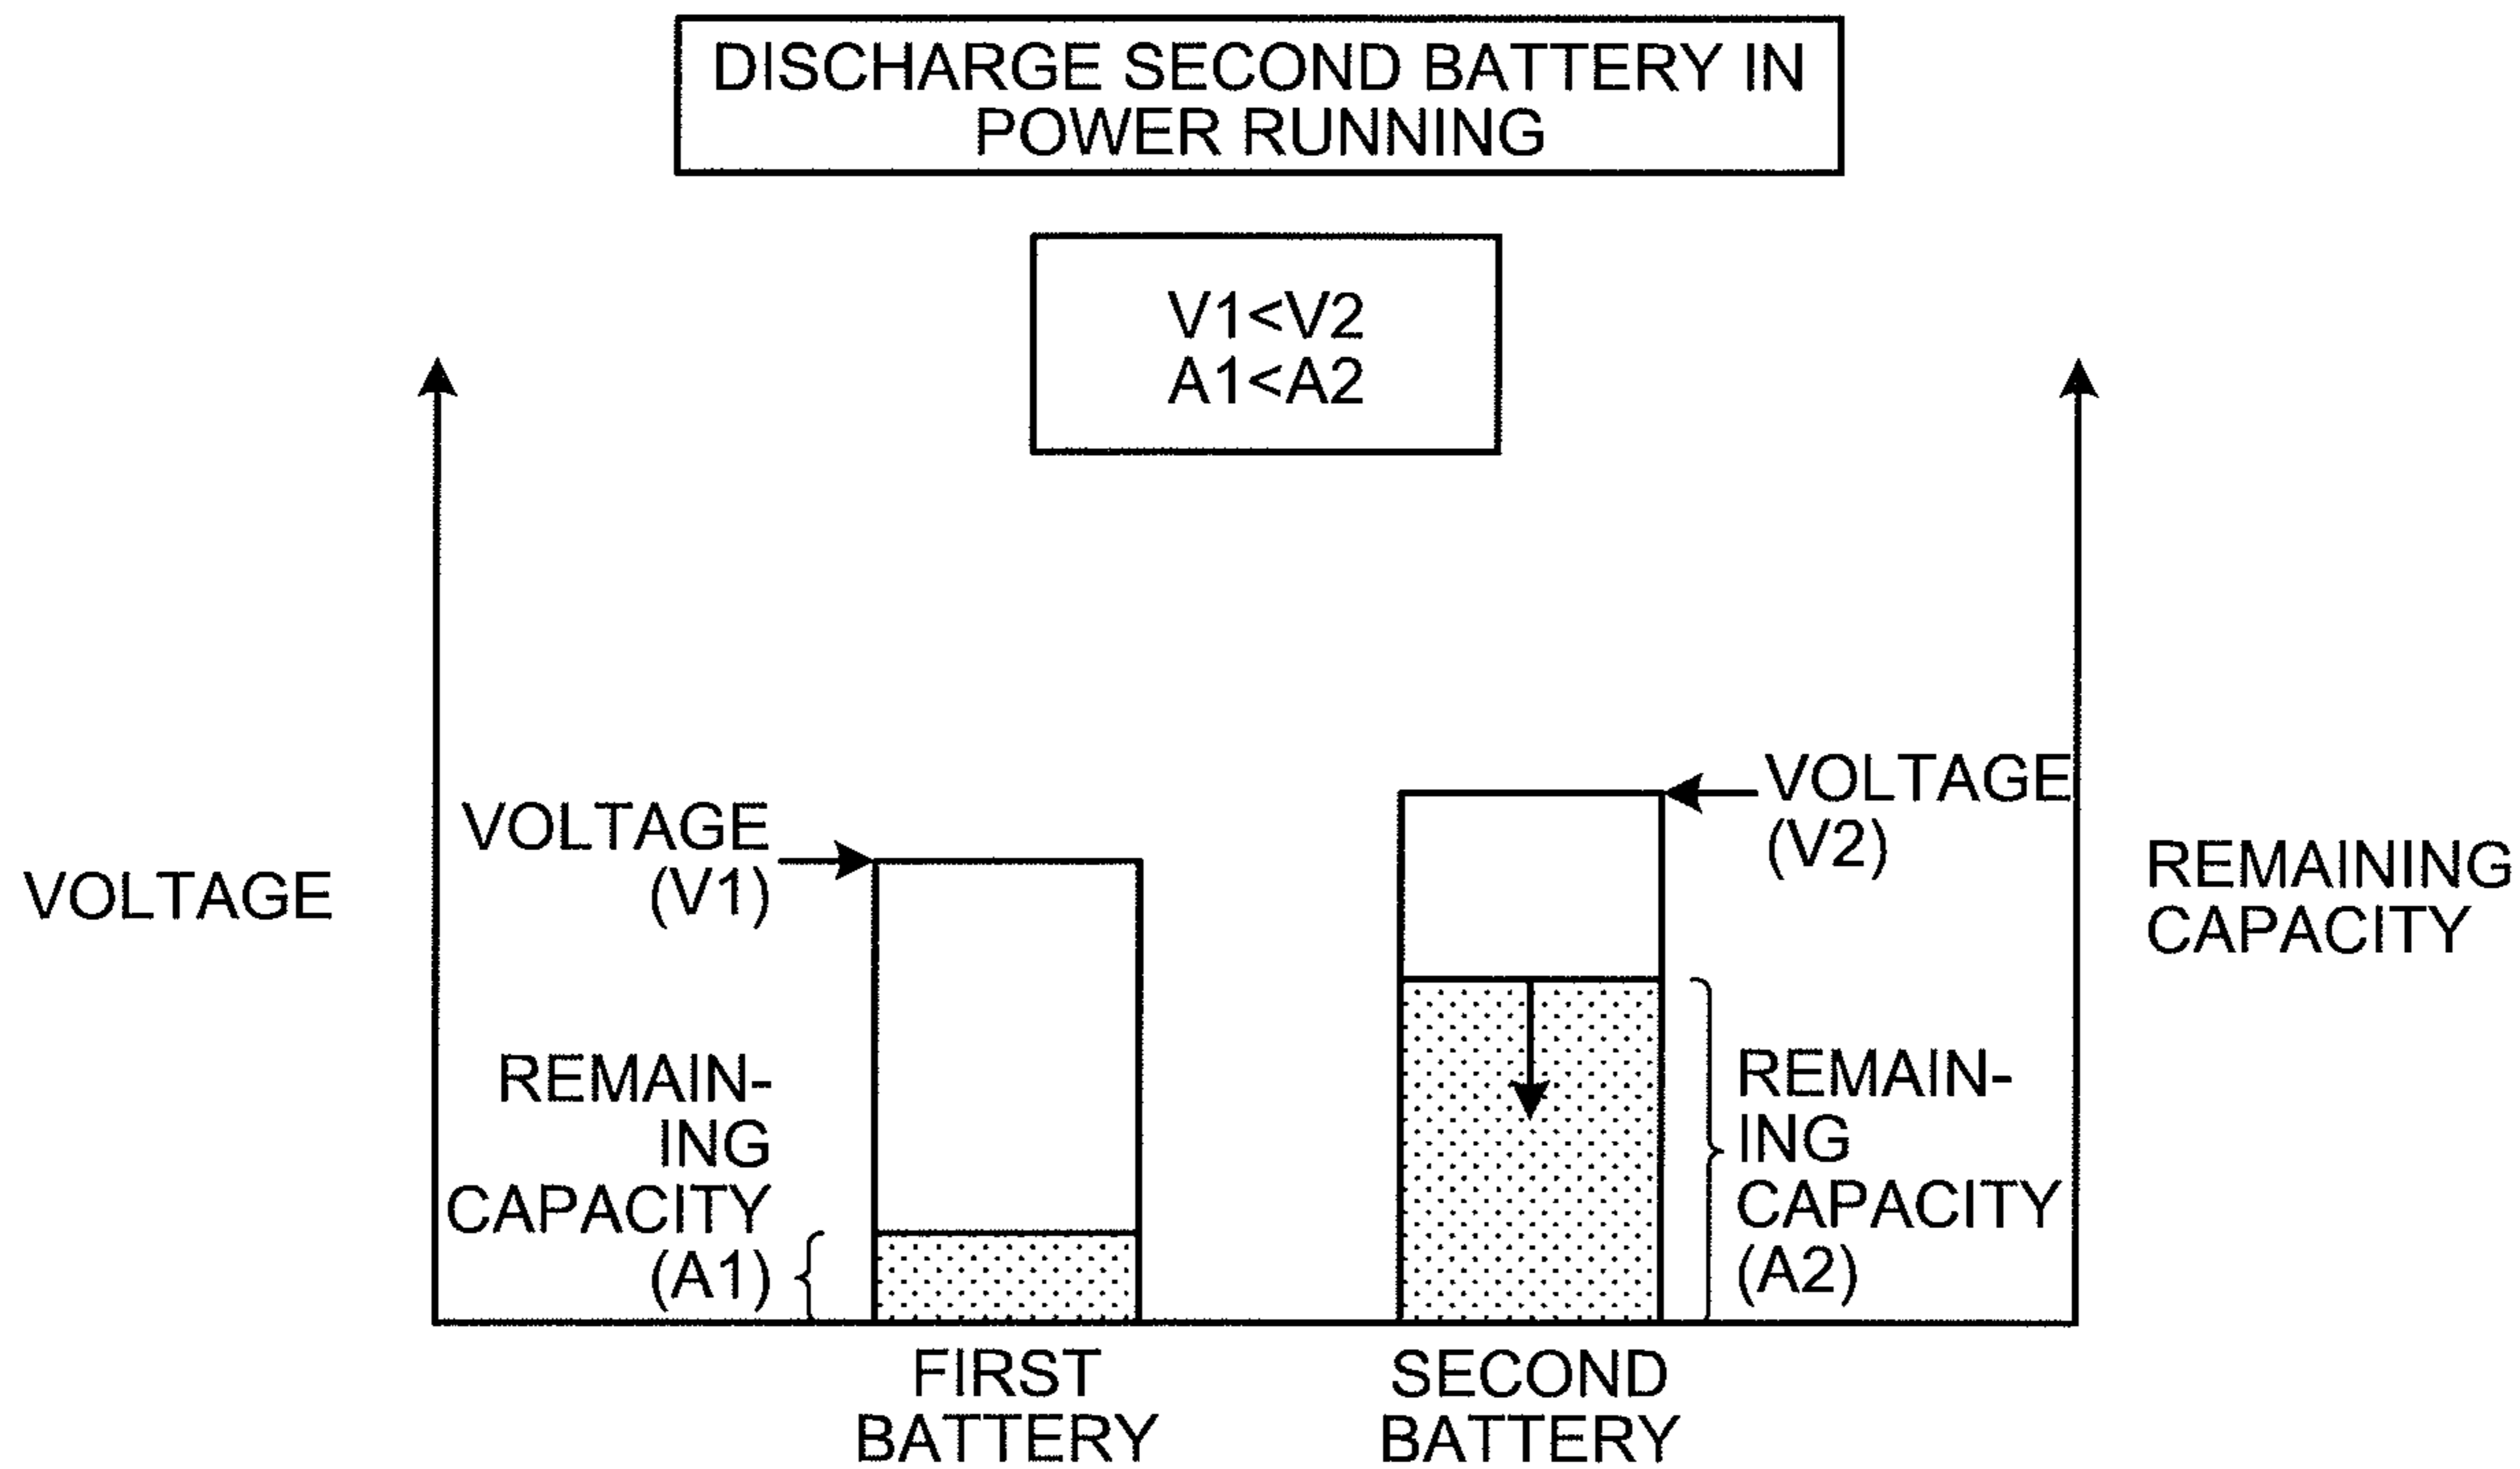 DISCHARGE SECOND BATTERY IN
POWER RUNNING
V1<V2
A1<A2
VOLTAGE
VOLTAGE
(V1)
REMAIN-
ING
CAPACITY
(A1)
VOLTAGE
(V2)
REMAIN-
ING
CAPACITY
(A2)
REMAINING
CAPACITY
FIRST
BATTERY
SECOND
BATTERY